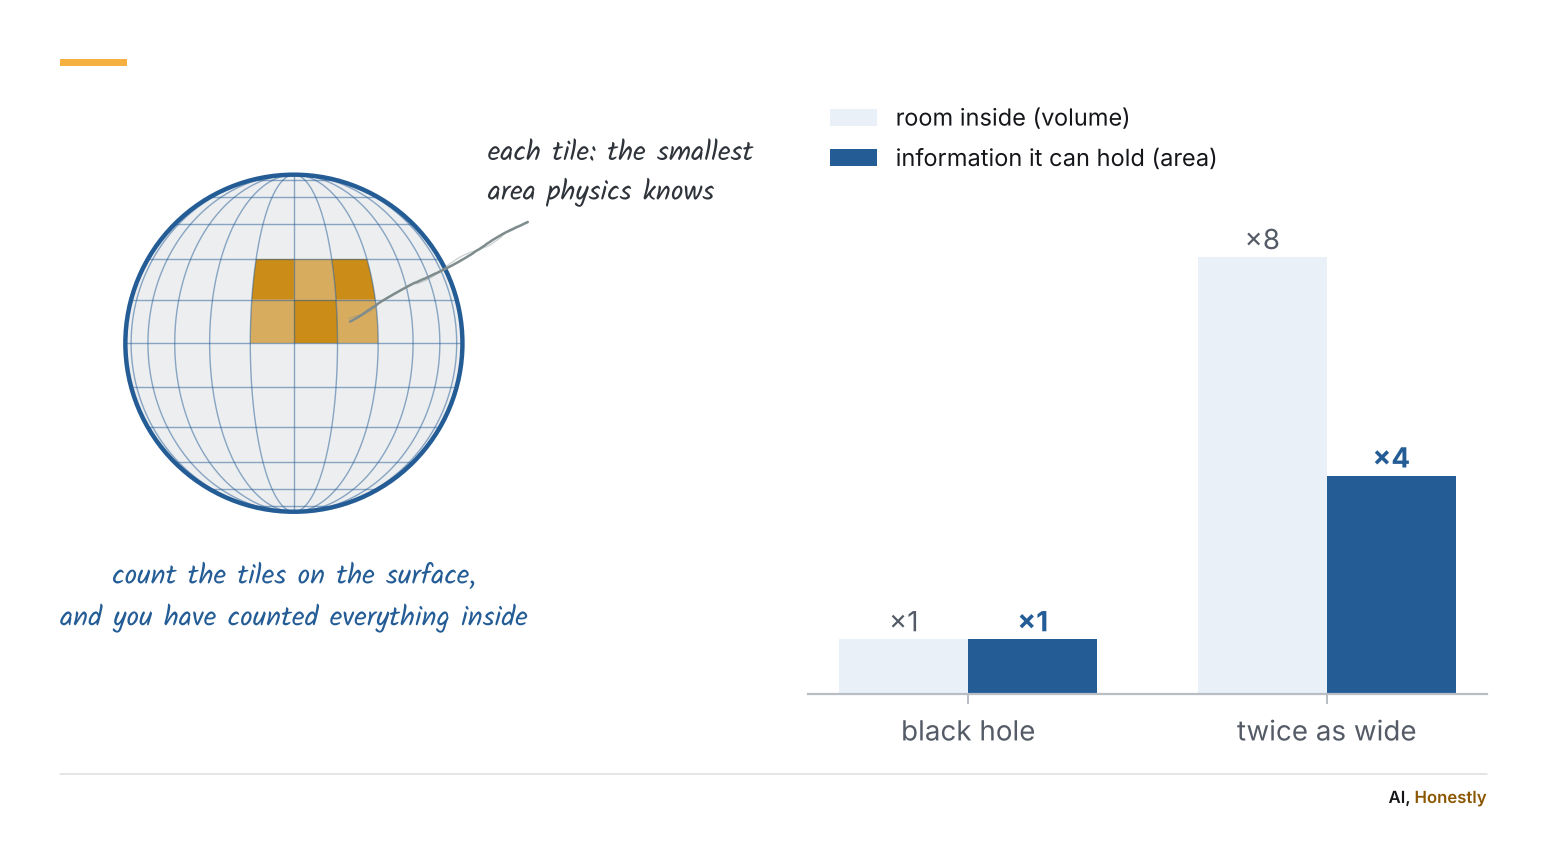 each tile: the smallest
area physics knows
count the tiles on the surface,
and you have counted everything inside
room inside (volume)
information it can hold (area)
×8
×4
×1
×1
black hole
twice as wide
AI, Honestly